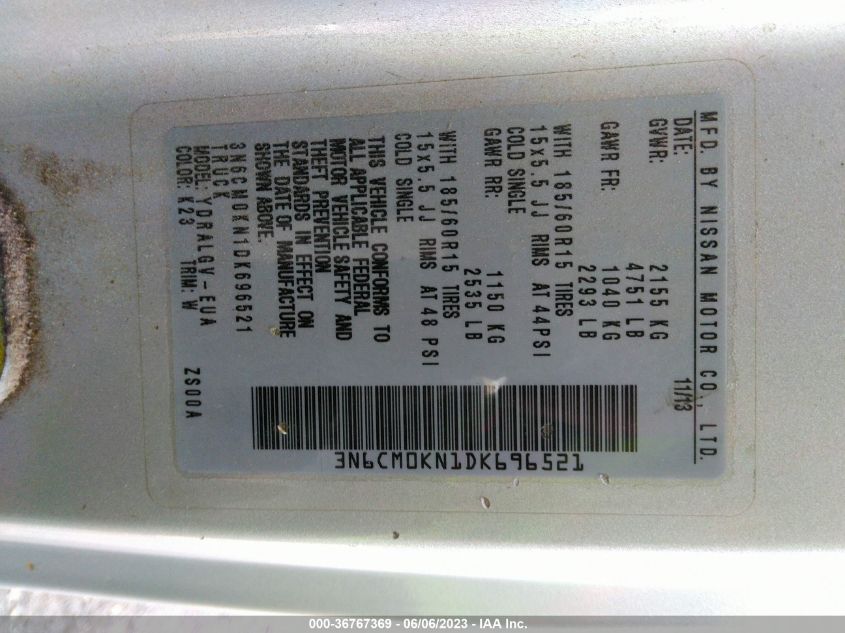 MFD. BY NISSAN MOTOR CO., LTD.
DATE: 11/13
GVWR: 2155 KG
4751 LB
GAWR FR: 1040 KG
2293 LB
WITH 185/60R15 TIRES
15x5.5 JJ RIMS AT 44PSI
COLD SINGLE
GAWR RR: 1150 KG
2535 LB
WITH 185/60R15 TIRES
15x5.5 JJ RIMS AT 48 PSI
COLD SINGLE
THIS VEHICLE CONFORMS TO
ALL APPLICABLE FEDERAL
MOTOR VEHICLE SAFETY AND
THEFT PREVENTION
STANDARDS IN EFFECT ON
THE DATE OF MANUFACTURE
SHOWN ABOVE.
3N6CM0KN1DK696521
TRUCK
MODEL: YDRALGV-EUA
COLOR: K23 TRIM: W ZS00A
3N6CM0KN1DK696521
000-36767369 - 06/06/2023 - IAA Inc.